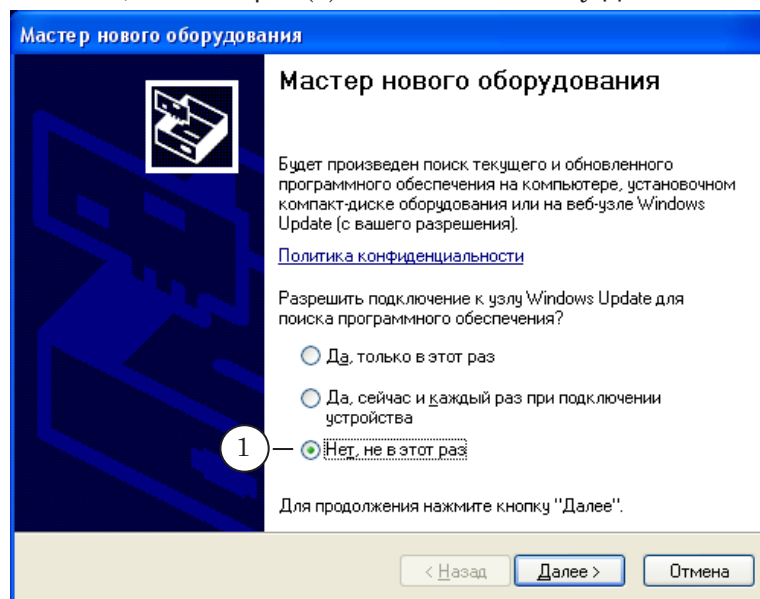 Мастер нового оборудования
Мастер нового оборудования
Будет произведен поиск текущего и обновленного
программного обеспечения на компьютере, установочном
компакт-диске оборудования или на веб-узле Windows
Update (с вашего разрешения).
Политика конфиденциальности
Разрешить подключение к узлу Windows Update для
поиска программного обеспечения?
Да, только в этот раз
Да, сейчас и каждый раз при подключении
устройства
1
Нет, не в этот раз
Для продолжения нажмите кнопку "Далее".
< Назад Далее > Отмена